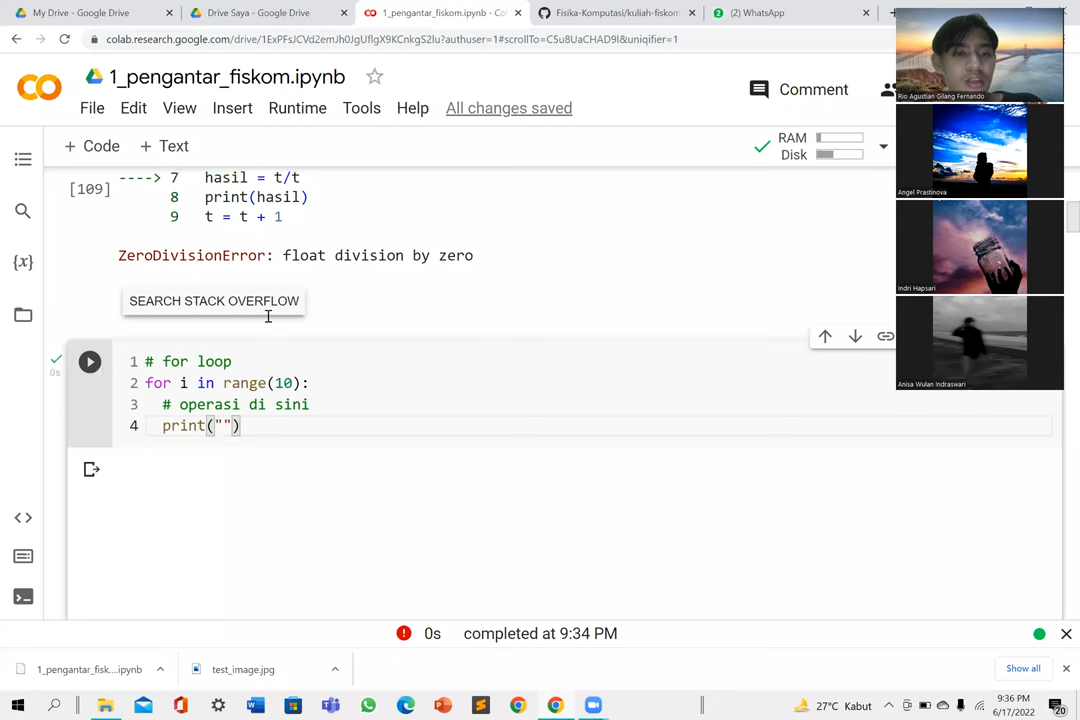 My Drive - Google Drive
Drive Saya - Google Drive
1_pengantar_fiskom.ipynb - Co
Fisika-Komputasi/kuliah-fiskom
(2) WhatsApp
colab.research.google.com/drive/1ExPFsJCVd2emJh0JgUflgX9KCnkgS2lu?authuser=1#scrollTo=C5u8UaCHAD9l&uniqifier=1
1_pengantar_fiskom.ipynb
Comment
File Edit View Insert Runtime Tools Help All changes saved
+ Code + Text
RAM
Disk
[109]
----> 7 hasil = t/t
8 print(hasil)
9 t = t + 1
ZeroDivisionError: float division by zero
SEARCH STACK OVERFLOW
0s
1 # for loop
2 for i in range(10):
3 # operasi di sini
4 print("")
Rio Agustian Gilang Fernando
Angel Prastinova
Indri Hapsari
Anisa Wulan Indraswari
0s completed at 9:34 PM
1_pengantar_fisk....ipynb
test_image.jpg
Show all
27°C Kabut
9:36 PM
6/17/2022
20